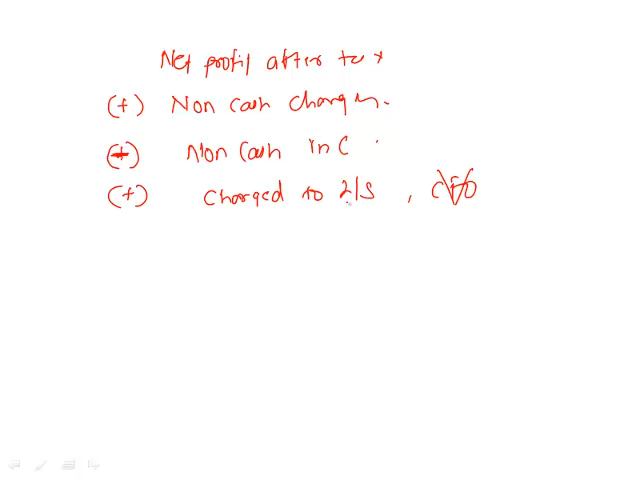 Net profit after tax
(+) Non cash charges.
(-) Non cash inc
(+) charged to I/S, CFO